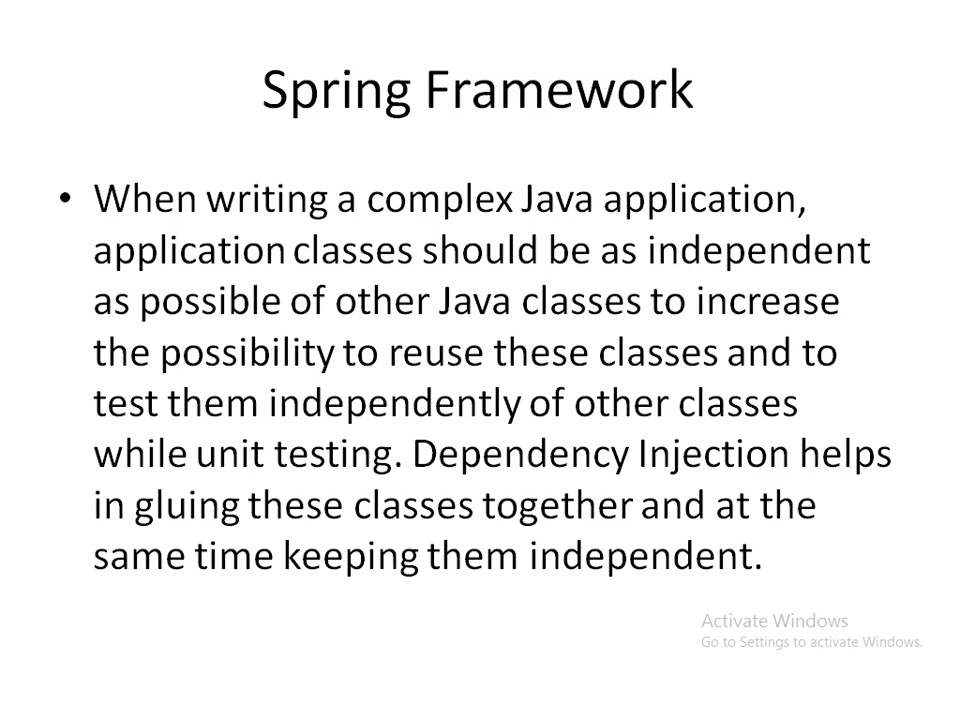 Spring Framework
• When writing a complex Java application,
application classes should be as independent
as possible of other Java classes to increase
the possibility to reuse these classes and to
test them independently of other classes
while unit testing. Dependency Injection helps
in gluing these classes together and at the
same time keeping them independent.
Activate Windows
Go to Settings to activate Windows.